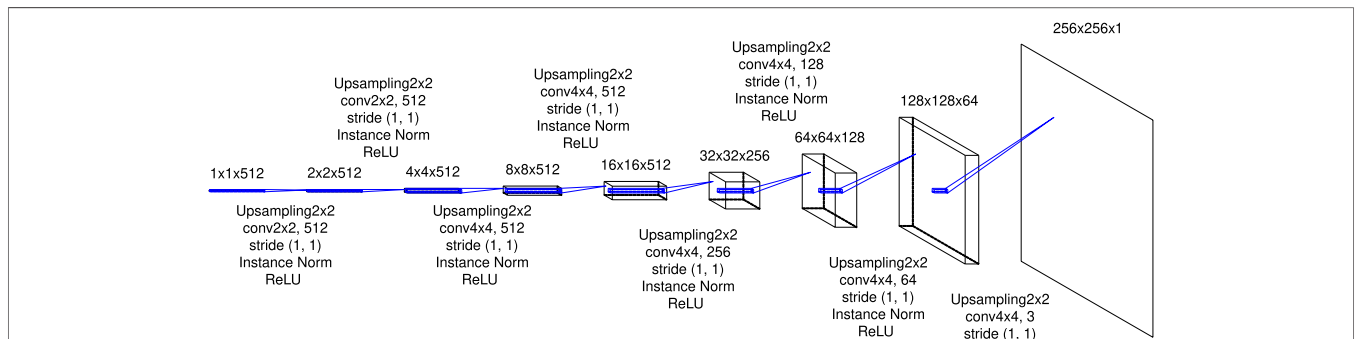 256x256x1
Upsampling2x2
conv4x4, 128
stride (1, 1)
Instance Norm
ReLU
Upsampling2x2
conv4x4, 512
stride (1, 1)
Instance Norm
ReLU
Upsampling2x2
conv2x2, 512
stride (1, 1)
Instance Norm
ReLU
1x1x512
2x2x512
4x4x512
8x8x512
16x16x512
32x32x256
64x64x128
128x128x64
Upsampling2x2
conv2x2, 512
stride (1, 1)
Instance Norm
ReLU
Upsampling2x2
conv4x4, 512
stride (1, 1)
Instance Norm
ReLU
Upsampling2x2
conv4x4, 256
stride (1, 1)
Instance Norm
ReLU
Upsampling2x2
conv4x4, 64
stride (1, 1)
Instance Norm
ReLU
Upsampling2x2
conv4x4, 3
stride (1, 1)